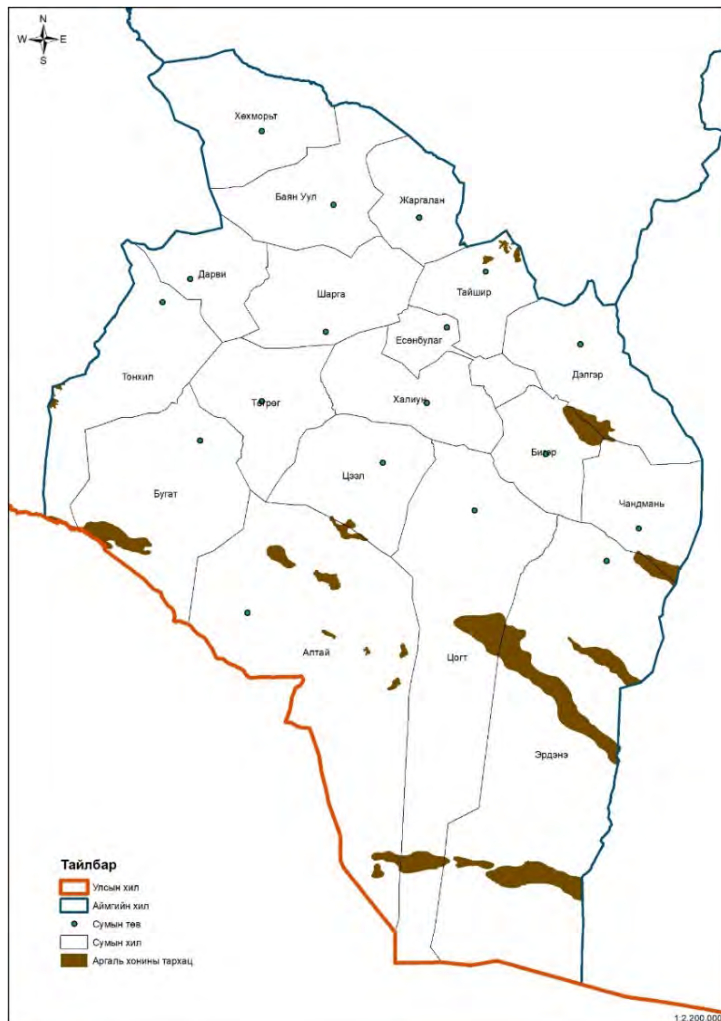 N
W E
S
Хөхморьт
Баян Уул
Жаргалан
Дарви
Шарга
Тайшир
Есөнбулаг
Тонхил
Төгрөг
Халиун
Дэлгэр
Бигэр
Цээл
Бугат
Чандмань
Алтай
Цогт
Эрдэнэ
Тайлбар
Улсын хил
Аймгийн хил
Сумын төв
Сумын хил
Аргаль хонины тархац
1:2,200,000